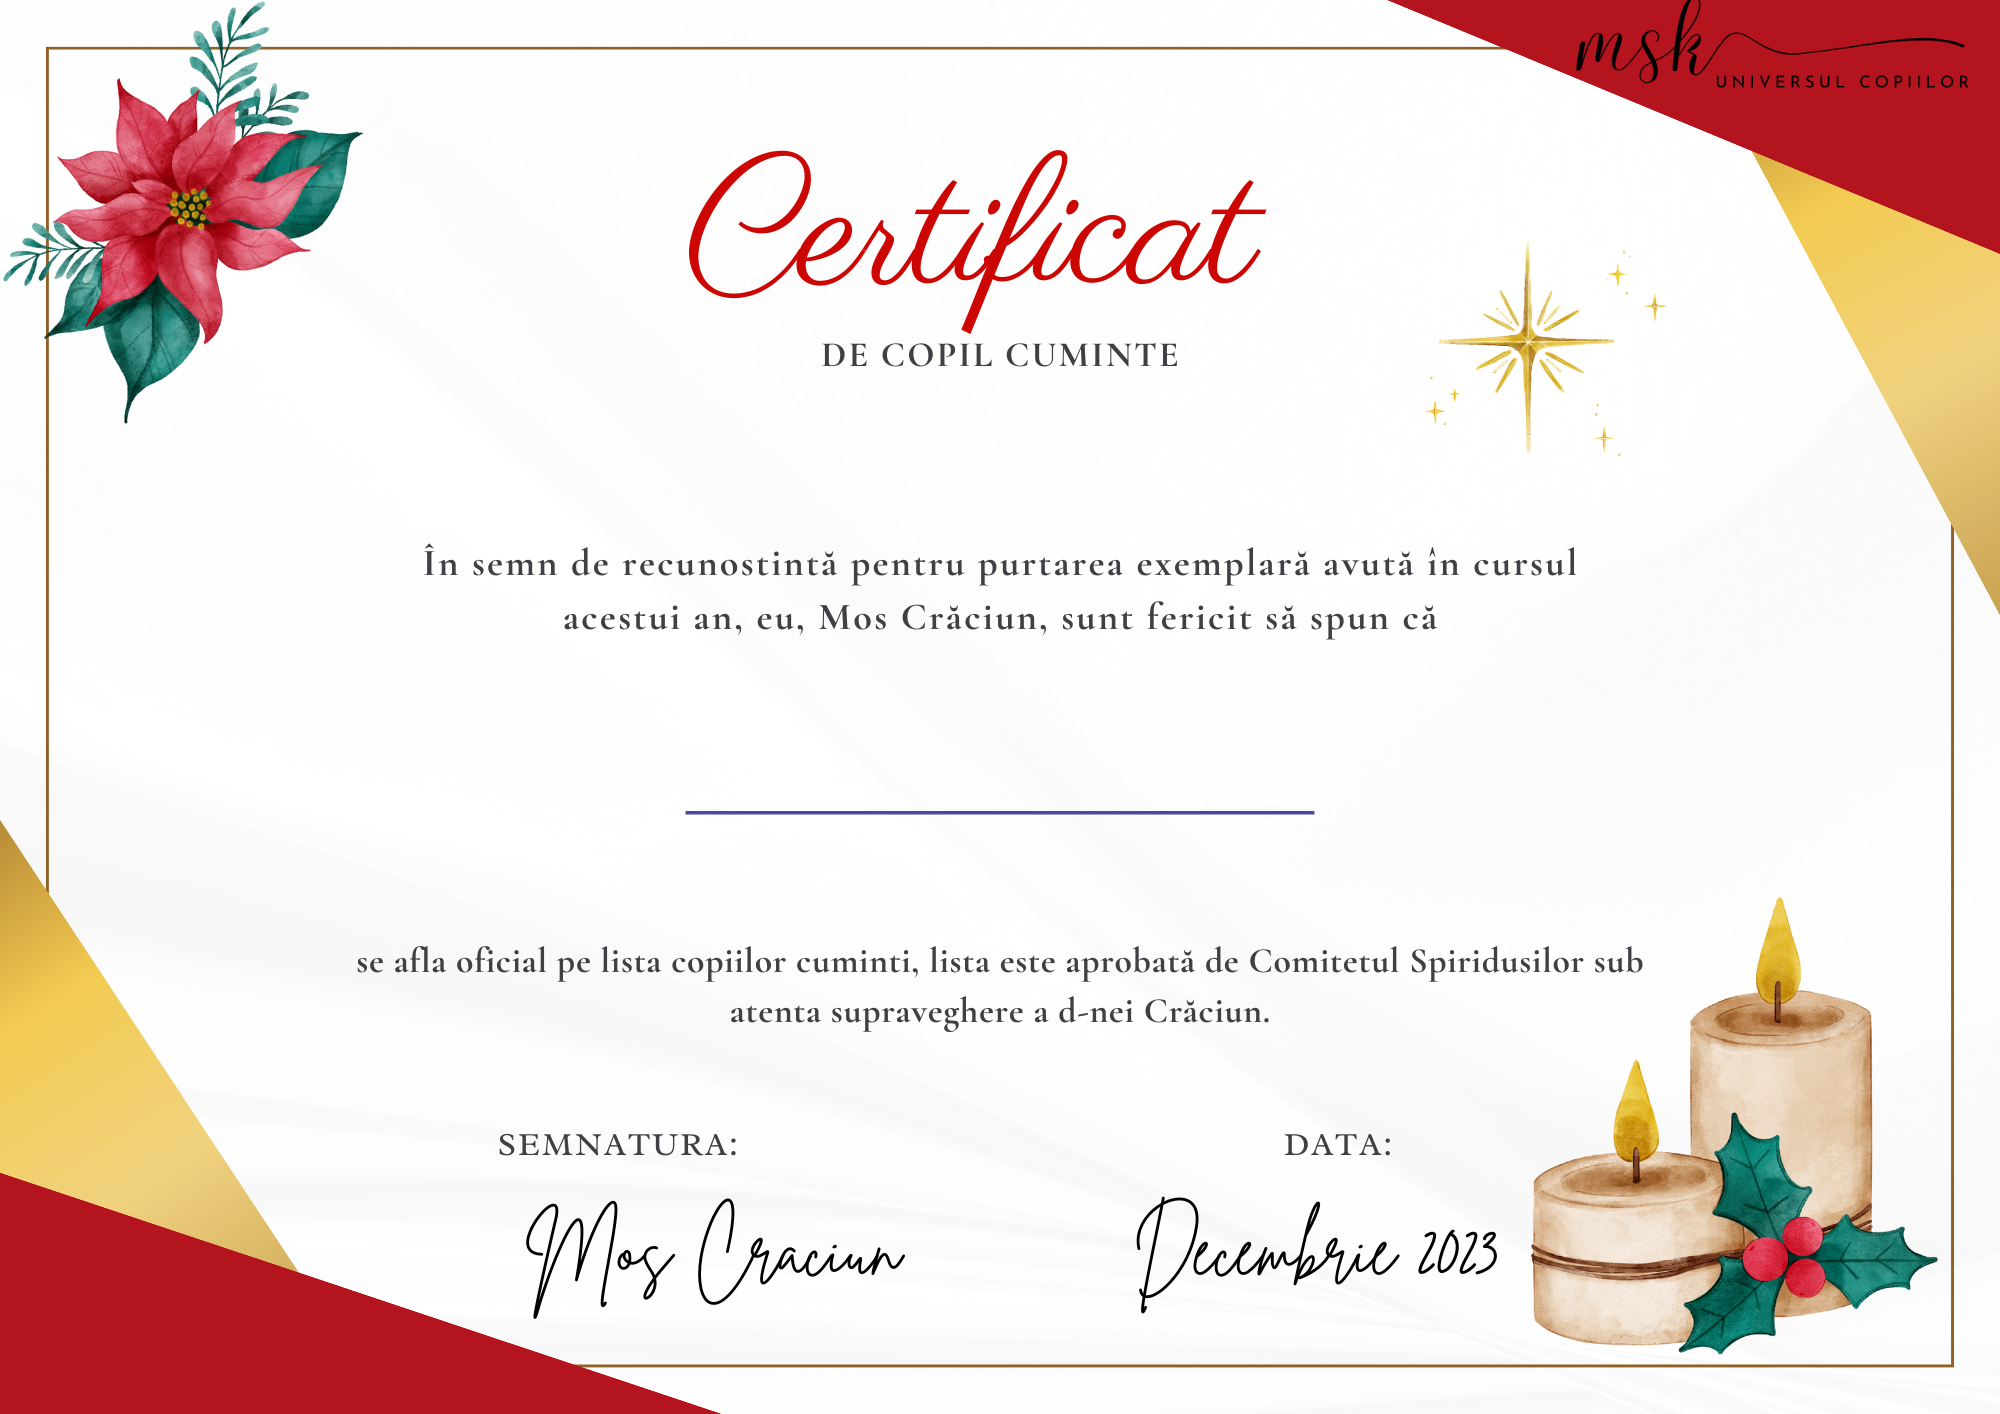 msk
UNIVERSUL COPIILOR
Certificat
DE COPIL CUMINTE
În semn de recunostintă pentru purtarea exemplară avută în cursul
acestui an, eu, Mos Crăciun, sunt fericit să spun că
se afla oficial pe lista copiilor cuminti, lista este aprobată de Comitetul Spiridusilor sub
atenta supraveghere a d-nei Crăciun.
SEMNATURA:
DATA:
Mos Craciun
Decembrie 2023